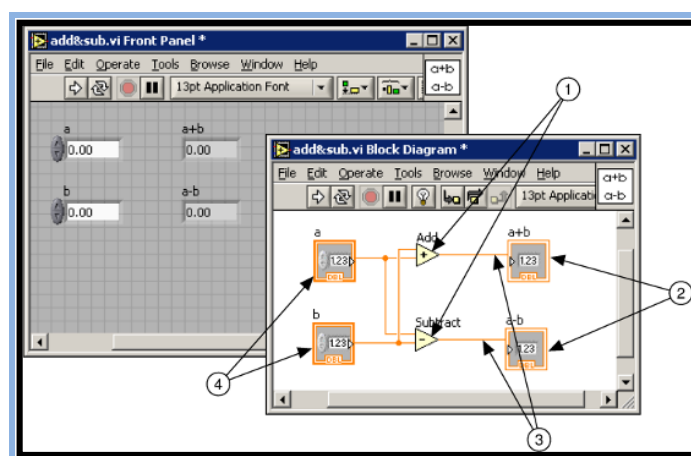 add&sub.vi Front Panel *
File Edit Operate Tools Browse Window Help
13pt Application Font
a+b
a-b
a
0.00
a+b
0.00
b
0.00
a-b
0.00
add&sub.vi Block Diagram *
File Edit Operate Tools Browse Window Help
13pt Applicati
a+b
a-b
a
1.23
DBL
Add
+
a+b
1.23
DBL
b
1.23
DBL
Subtract
-
a-b
1.23
DBL
1
2
3
4